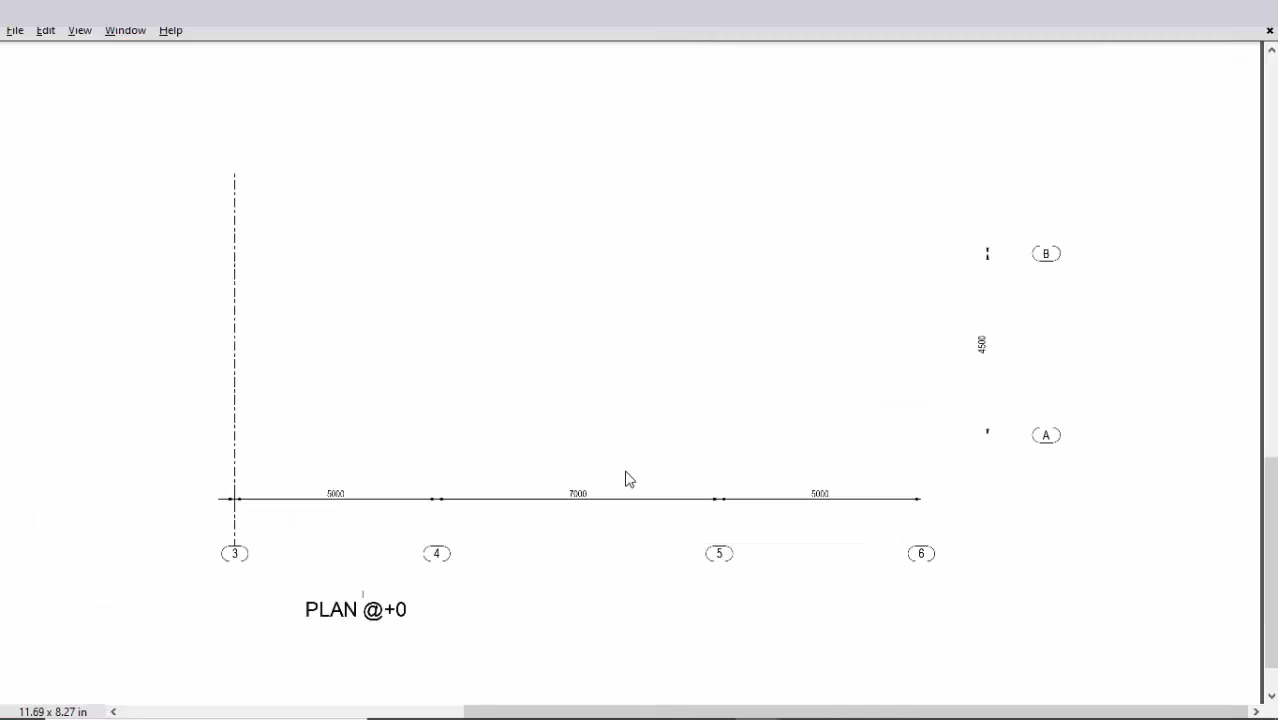 File Edit View Window Help
B
4500
A
5000 7000 5000
3 4 5 6
PLAN @+0
11.69 x 8.27 in